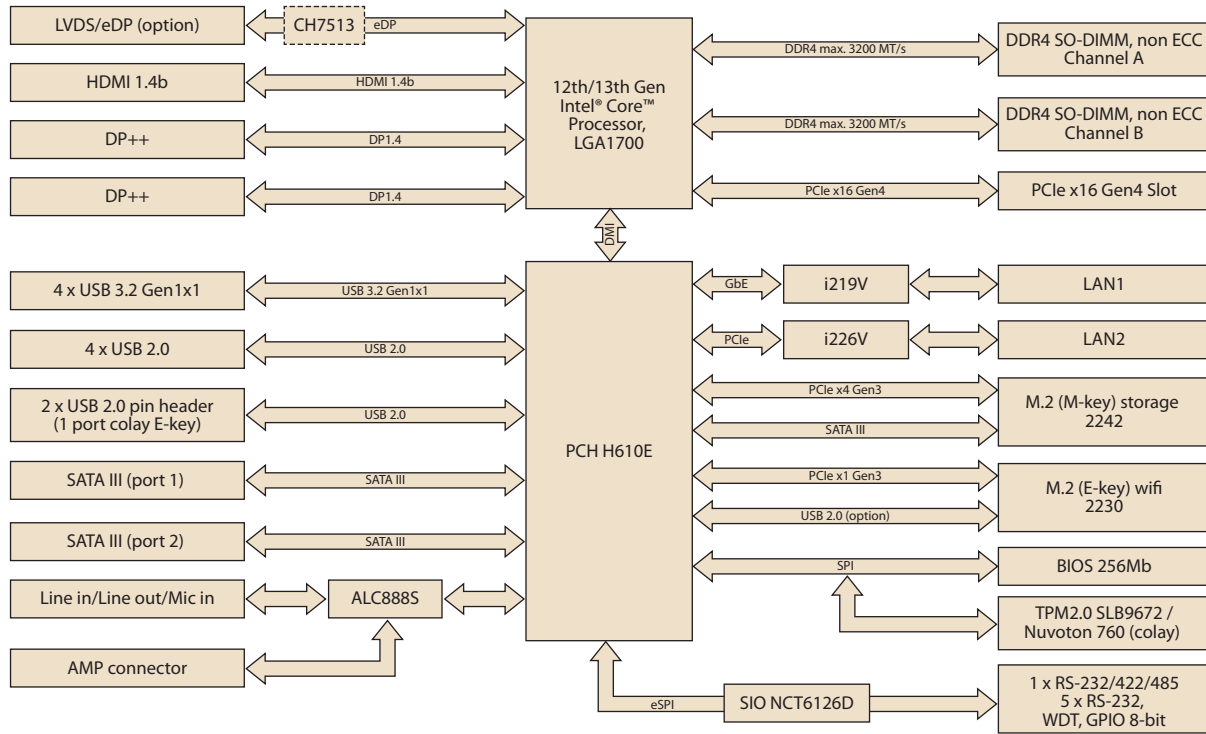 LVDS/eDP (option)
CH7513
eDP
HDMI 1.4b
HDMI 1.4b
DP++
DP1.4
DP++
DP1.4
12th/13th Gen
Intel® Core™
Processor,
LGA1700
DDR4 max. 3200 MT/s
DDR4 SO-DIMM, non ECC
Channel A
DDR4 max. 3200 MT/s
DDR4 SO-DIMM, non ECC
Channel B
PCIe x16 Gen4
PCIe x16 Gen4 Slot
DMI
4 x USB 3.2 Gen1x1
USB 3.2 Gen1x1
4 x USB 2.0
USB 2.0
2 x USB 2.0 pin header
(1 port colay E-key)
USB 2.0
SATA III (port 1)
SATA III
SATA III (port 2)
SATA III
Line in/Line out/Mic in
ALC888S
AMP connector
PCH H610E
GbE
i219V
LAN1
PCIe
i226V
LAN2
PCIe x4 Gen3
SATA III
M.2 (M-key) storage
2242
PCIe x1 Gen3
USB 2.0 (option)
M.2 (E-key) wifi
2230
SPI
BIOS 256Mb
TPM2.0 SLB9672 /
Nuvoton 760 (colay)
eSPI
SIO NCT6126D
1 x RS-232/422/485
5 x RS-232,
WDT, GPIO 8-bit